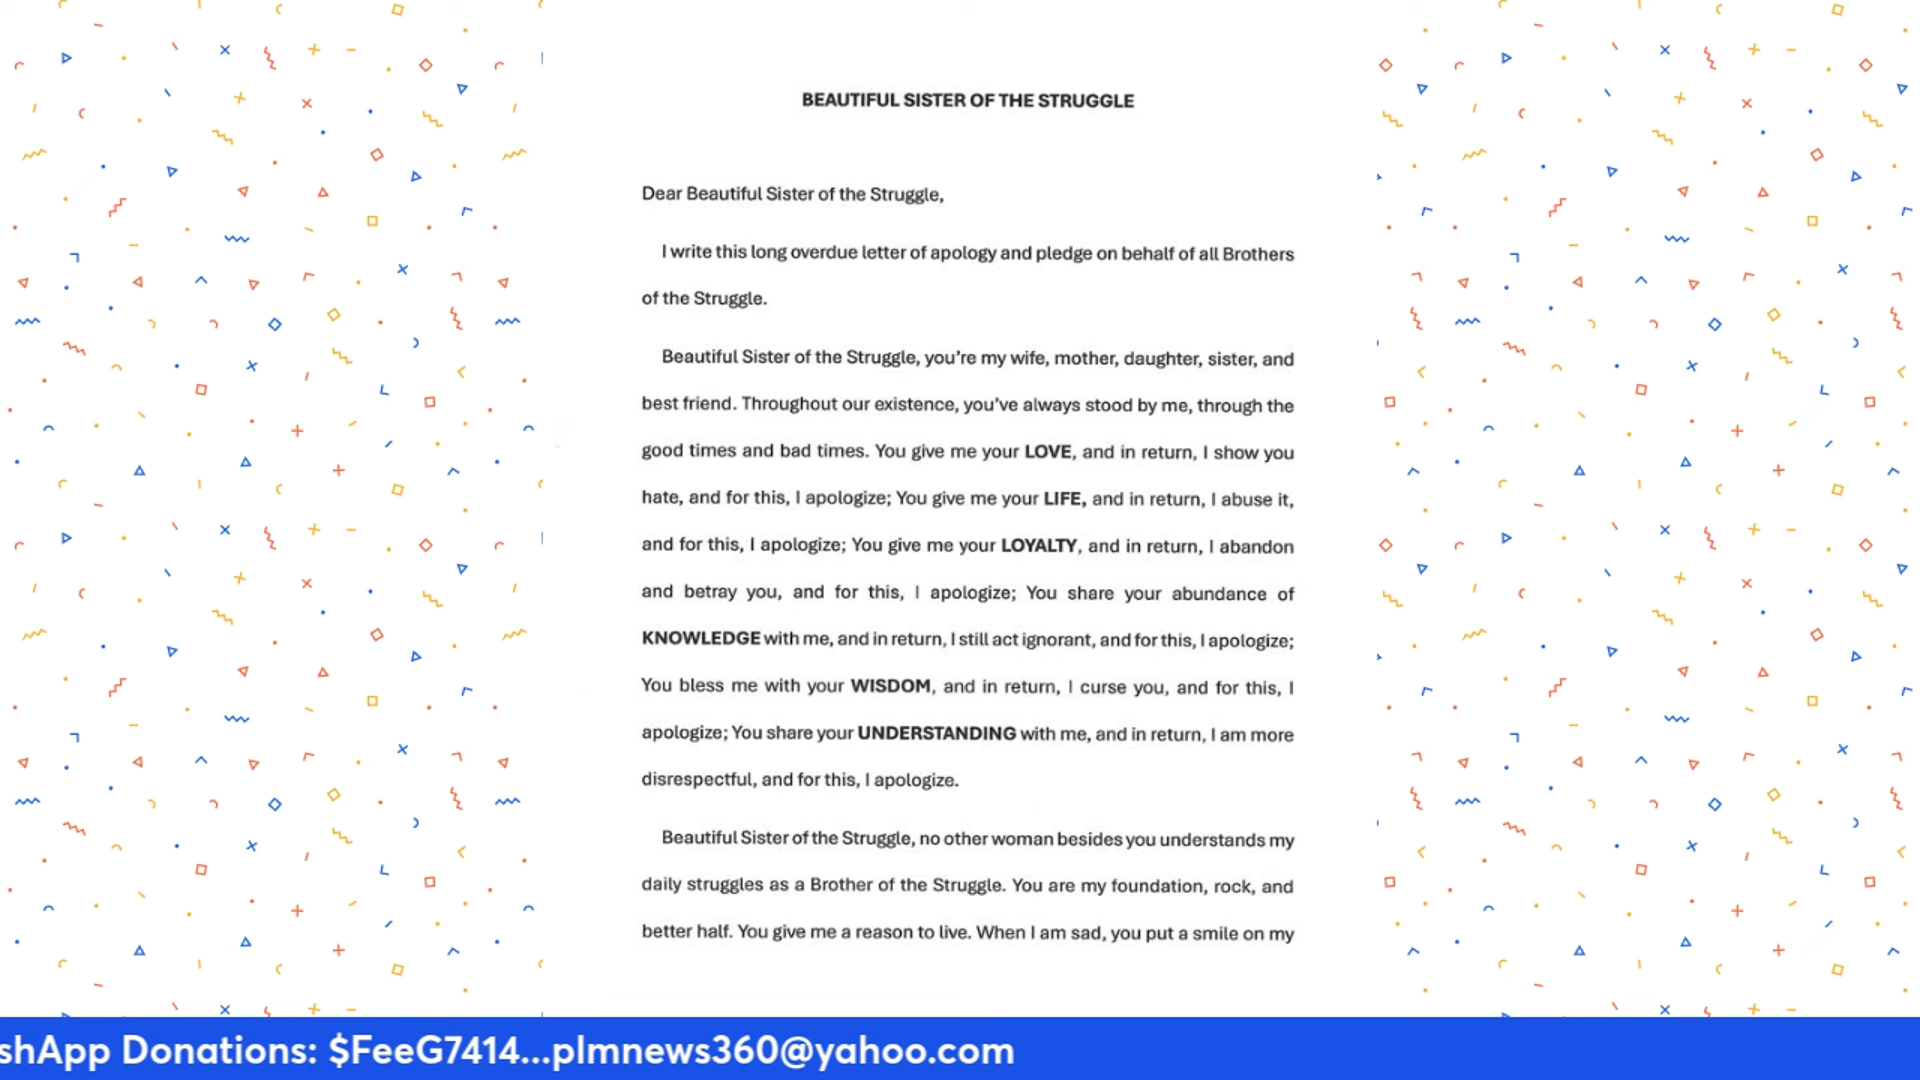 BEAUTIFUL SISTER OF THE STRUGGLE
Dear Beautiful Sister of the Struggle,
I write this long overdue letter of apology and pledge on behalf of all Brothers
of the Struggle.
Beautiful Sister of the Struggle, you’re my wife, mother, daughter, sister, and
best friend. Throughout our existence, you’ve always stood by me, through the
good times and bad times. You give me your LOVE, and in return, I show you
hate, and for this, I apologize; You give me your LIFE, and in return, I abuse it,
and for this, I apologize; You give me your LOYALTY, and in return, I abandon
and betray you, and for this, I apologize; You share your abundance of
KNOWLEDGE with me, and in return, I still act ignorant, and for this, I apologize;
You bless me with your WISDOM, and in return, I curse you, and for this, I
apologize; You share your UNDERSTANDING with me, and in return, I am more
disrespectful, and for this, I apologize.
Beautiful Sister of the Struggle, no other woman besides you understands my
daily struggles as a Brother of the Struggle. You are my foundation, rock, and
better half. You give me a reason to live. When I am sad, you put a smile on my
shApp Donations: $FeeG7414...plmnews360@yahoo.com